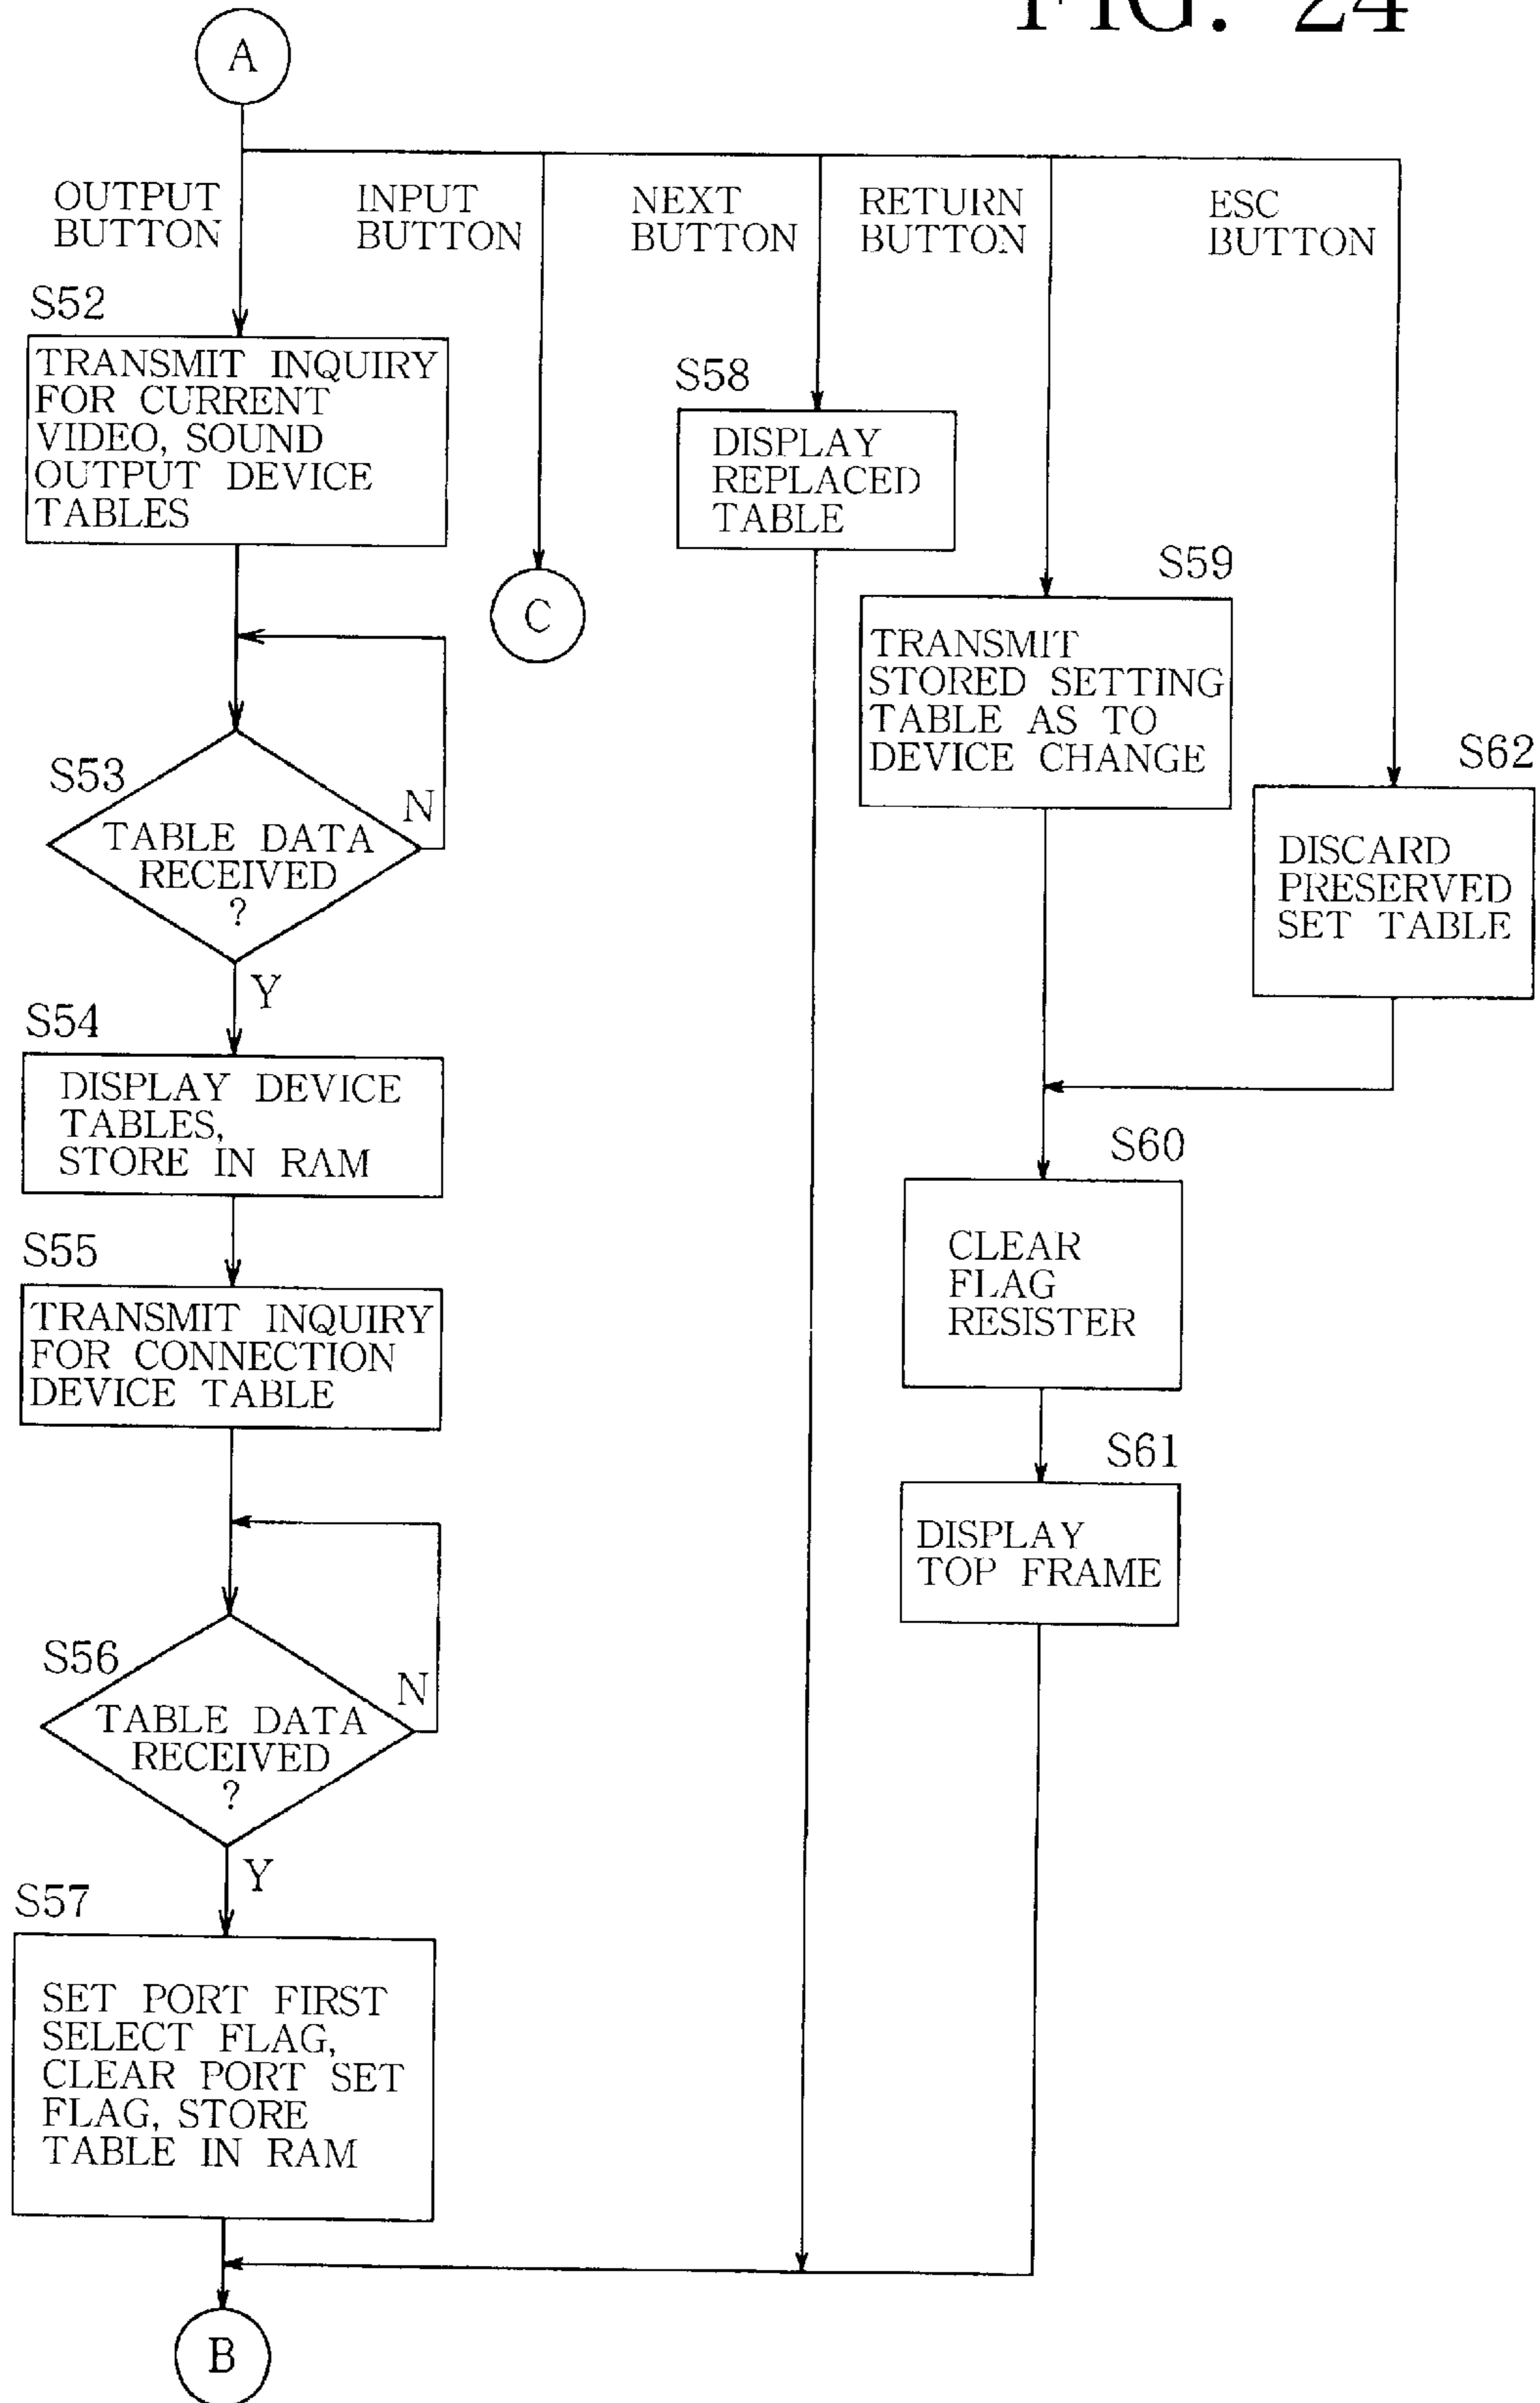 FIG. 24
A
OUTPUT
BUTTON
INPUT
BUTTON
NEXT
BUTTON
RETURN
BUTTON
ESC
BUTTON
S52
TRANSMIT INQUIRY
FOR CURRENT
VIDEO, SOUND
OUTPUT DEVICE
TABLES
C
S58
DISPLAY
REPLACED
TABLE
S59
TRANSMIT
STORED SETTING
TABLE AS TO
DEVICE CHANGE
S62
DISCARD
PRESERVED
SET TABLE
S53
TABLE DATA
RECEIVED
?
N
Y
S54
DISPLAY DEVICE
TABLES,
STORE IN RAM
S60
CLEAR
FLAG
RESISTER
S55
TRANSMIT INQUIRY
FOR CONNECTION
DEVICE TABLE
S61
DISPLAY
TOP FRAME
S56
TABLE DATA
RECEIVED
?
N
Y
S57
SET PORT FIRST
SELECT FLAG,
CLEAR PORT SET
FLAG, STORE
TABLE IN RAM
B